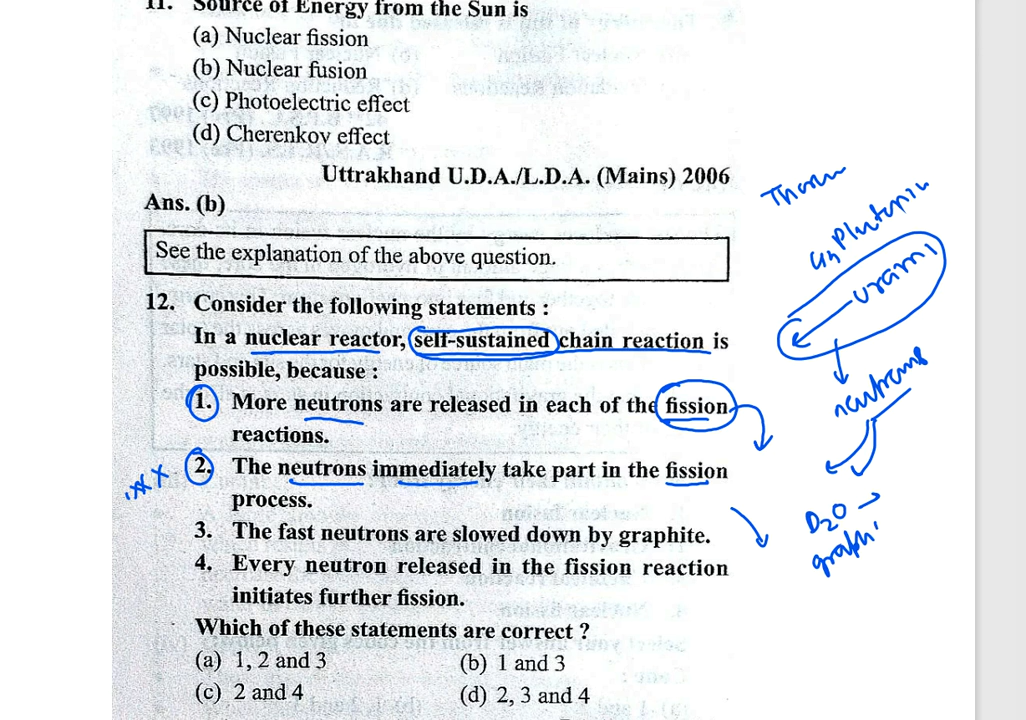 11. Source of Energy from the Sun is
(a) Nuclear fission
(b) Nuclear fusion
(c) Photoelectric effect
(d) Cherenkov effect
Uttrakhand U.D.A./L.D.A. (Mains) 2006
Ans. (b)
See the explanation of the above question.
12. Consider the following statements :
In a nuclear reactor, self-sustained chain reaction is
possible, because :
1. More neutrons are released in each of the fission
reactions.
2. The neutrons immediately take part in the fission
process.
3. The fast neutrons are slowed down by graphite.
4. Every neutron released in the fission reaction
initiates further fission.
Which of these statements are correct ?
(a) 1, 2 and 3 (b) 1 and 3
(c) 2 and 4 (d) 2, 3 and 4
neutrons
D2O